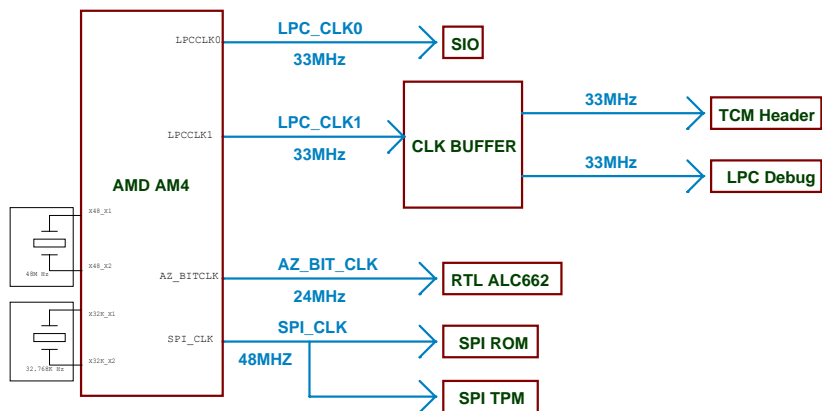 LPCCLK0
LPC_CLK0
33MHz
SIO
LPCCLK1
LPC_CLK1
33MHz
CLK BUFFER
33MHz
TCM Header
33MHz
LPC Debug
AMD AM4
X48_X1
X48_X2
48M Hz
AZ_BITCLK
AZ_BIT_CLK
24MHz
RTL ALC662
X32K_X1
X32K_X2
32.768K Hz
SPI_CLK
SPI_CLK
48MHZ
SPI ROM
SPI TPM